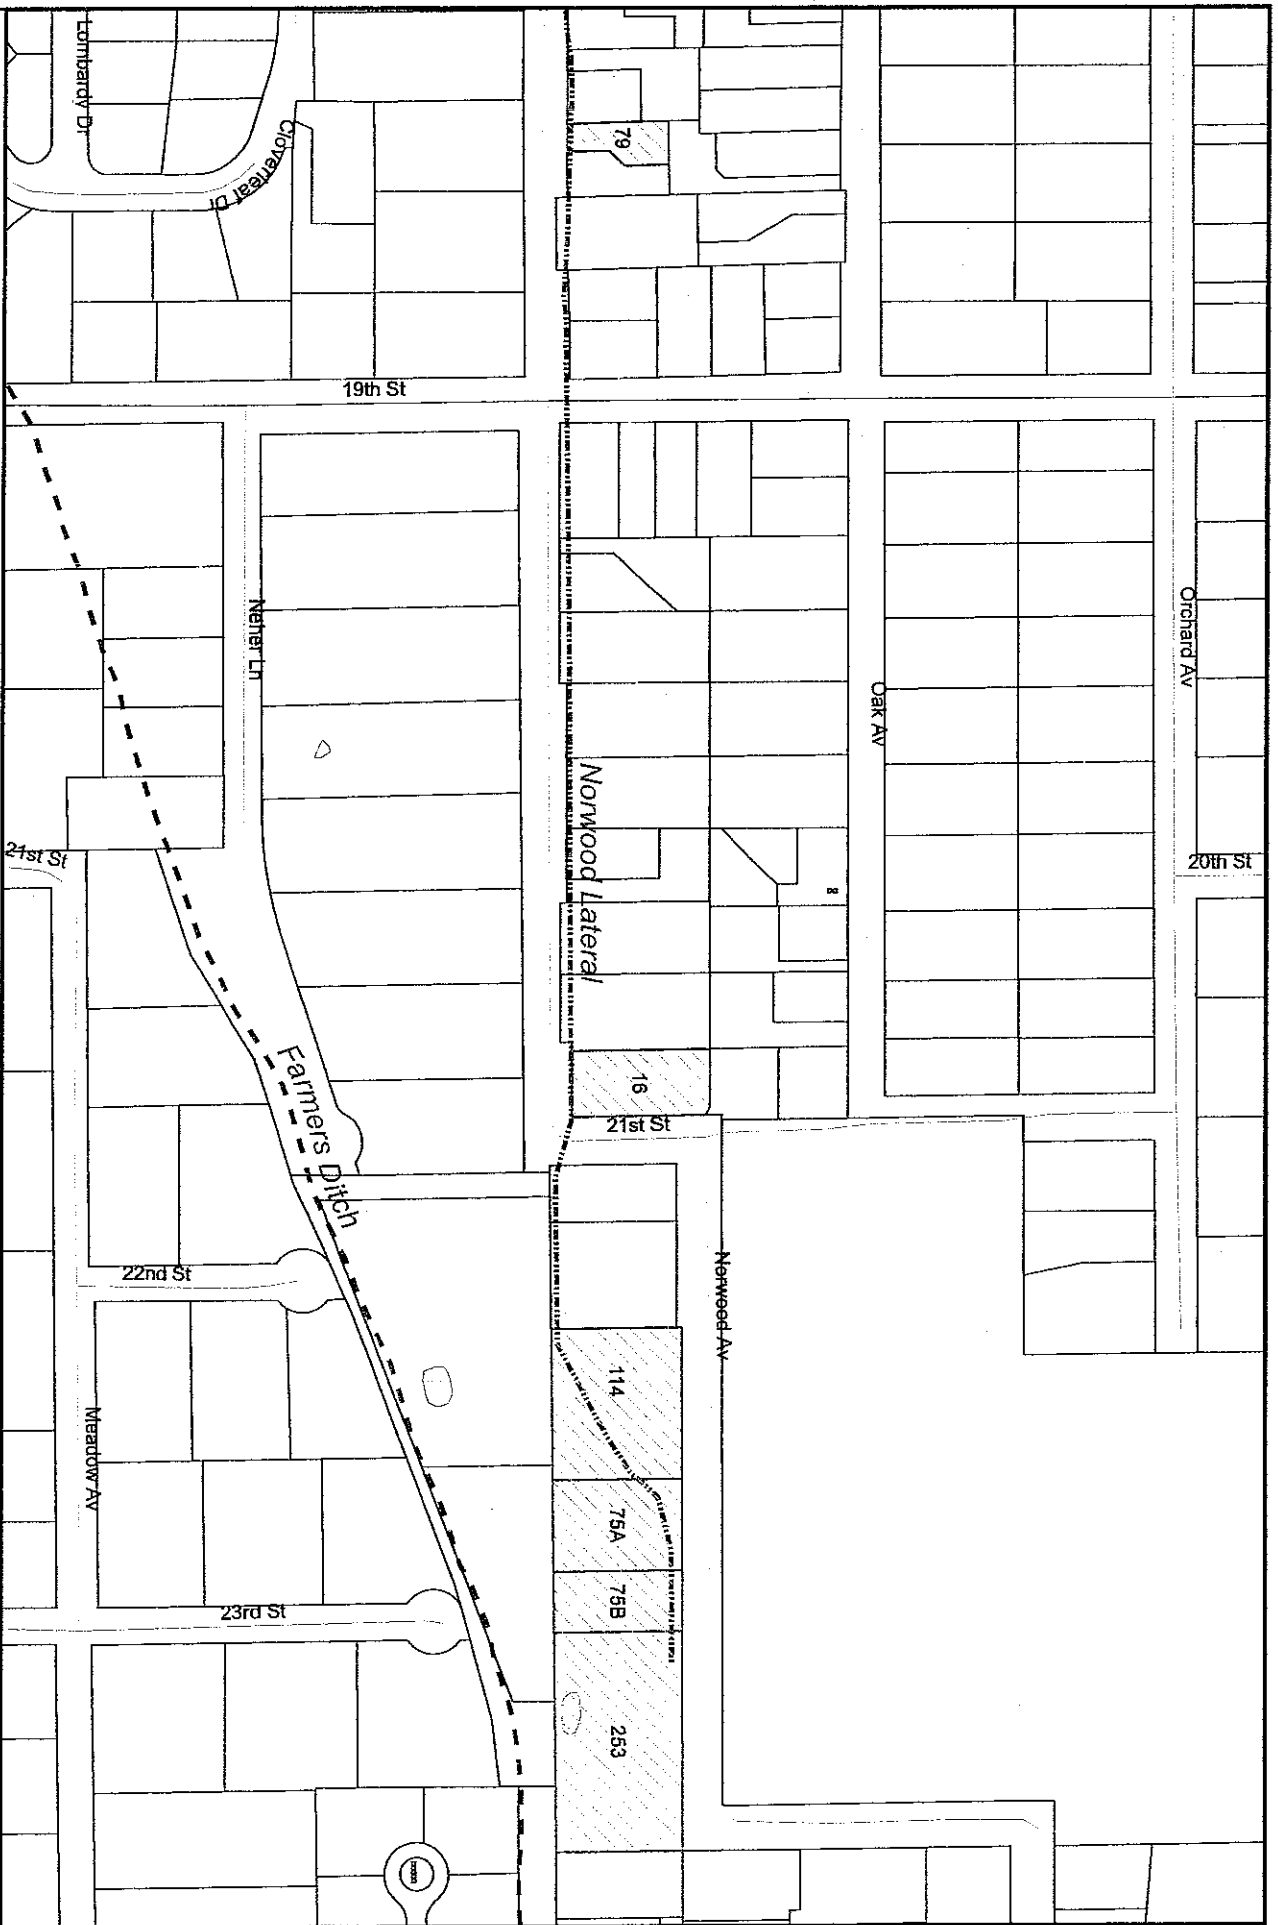 Lombardy Dr
Cloverleaf Dr
79
19th St
Neher Ln
Orchard Av
Oak Av
Norwood Lateral
21st St
20th St
16
21st St
Farmers Ditch
22nd St
Norwood Av
114
Meadow Av
75A
75B
23rd St
253